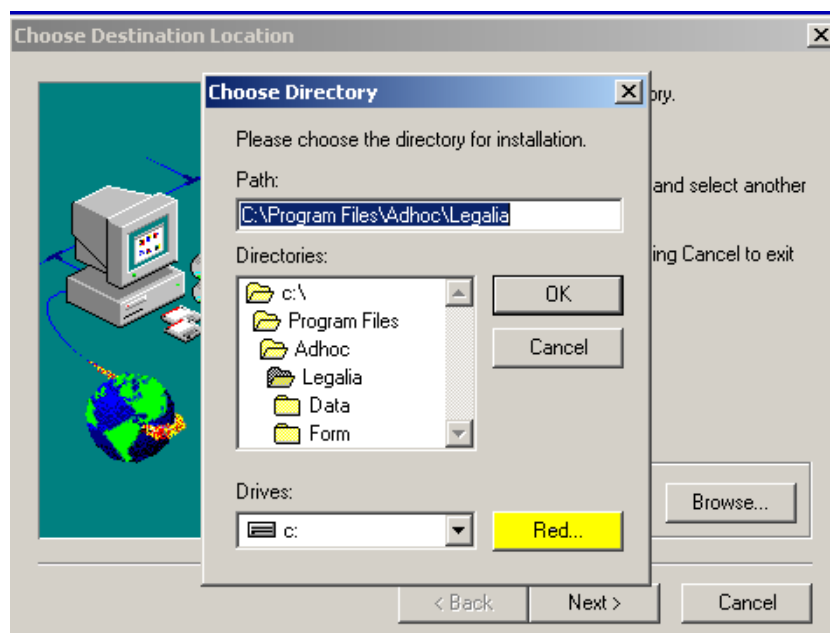 Choose Destination Location
Choose Directory
ory.
Please choose the directory for installation.
Path:
and select another
C:\Program Files\Adhoc\Legalia
Directories:
ing Cancel to exit
c:\
OK
Program Files
Adhoc
Cancel
Legalia
Data
Form
Drives:
Browse...
c:
Red...
< Back
Next >
Cancel